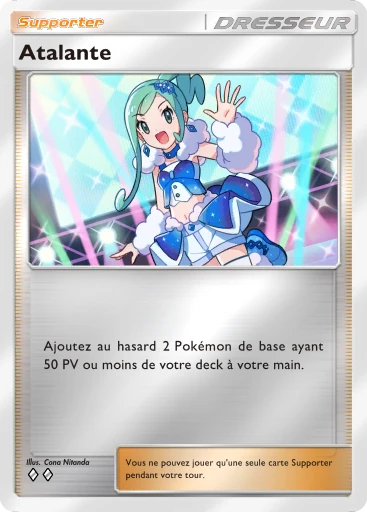 Supporter
DRESSEUR
Atalante
Ajoutez au hasard 2 Pokémon de base ayant
50 PV ou moins de votre deck à votre main.
Illus. Cona Nitanda
Vous ne pouvez jouer qu'une seule carte Supporter
pendant votre tour.